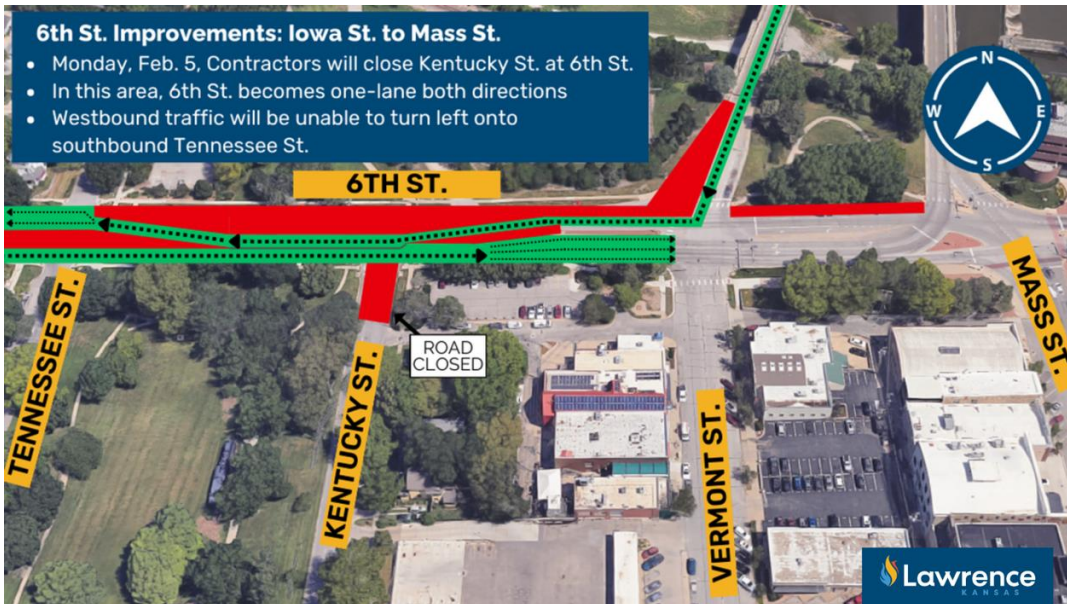 6th St. Improvements: Iowa St. to Mass St.
• Monday, Feb. 5, Contractors will close Kentucky St. at 6th St.
• In this area, 6th St. becomes one-lane both directions
• Westbound traffic will be unable to turn left onto
southbound Tennessee St.
N
W
E
S
6TH ST.
TENNESSEE ST.
KENTUCKY ST.
ROAD
CLOSED
VERMONT ST.
MASS ST.
Lawrence
KANSAS